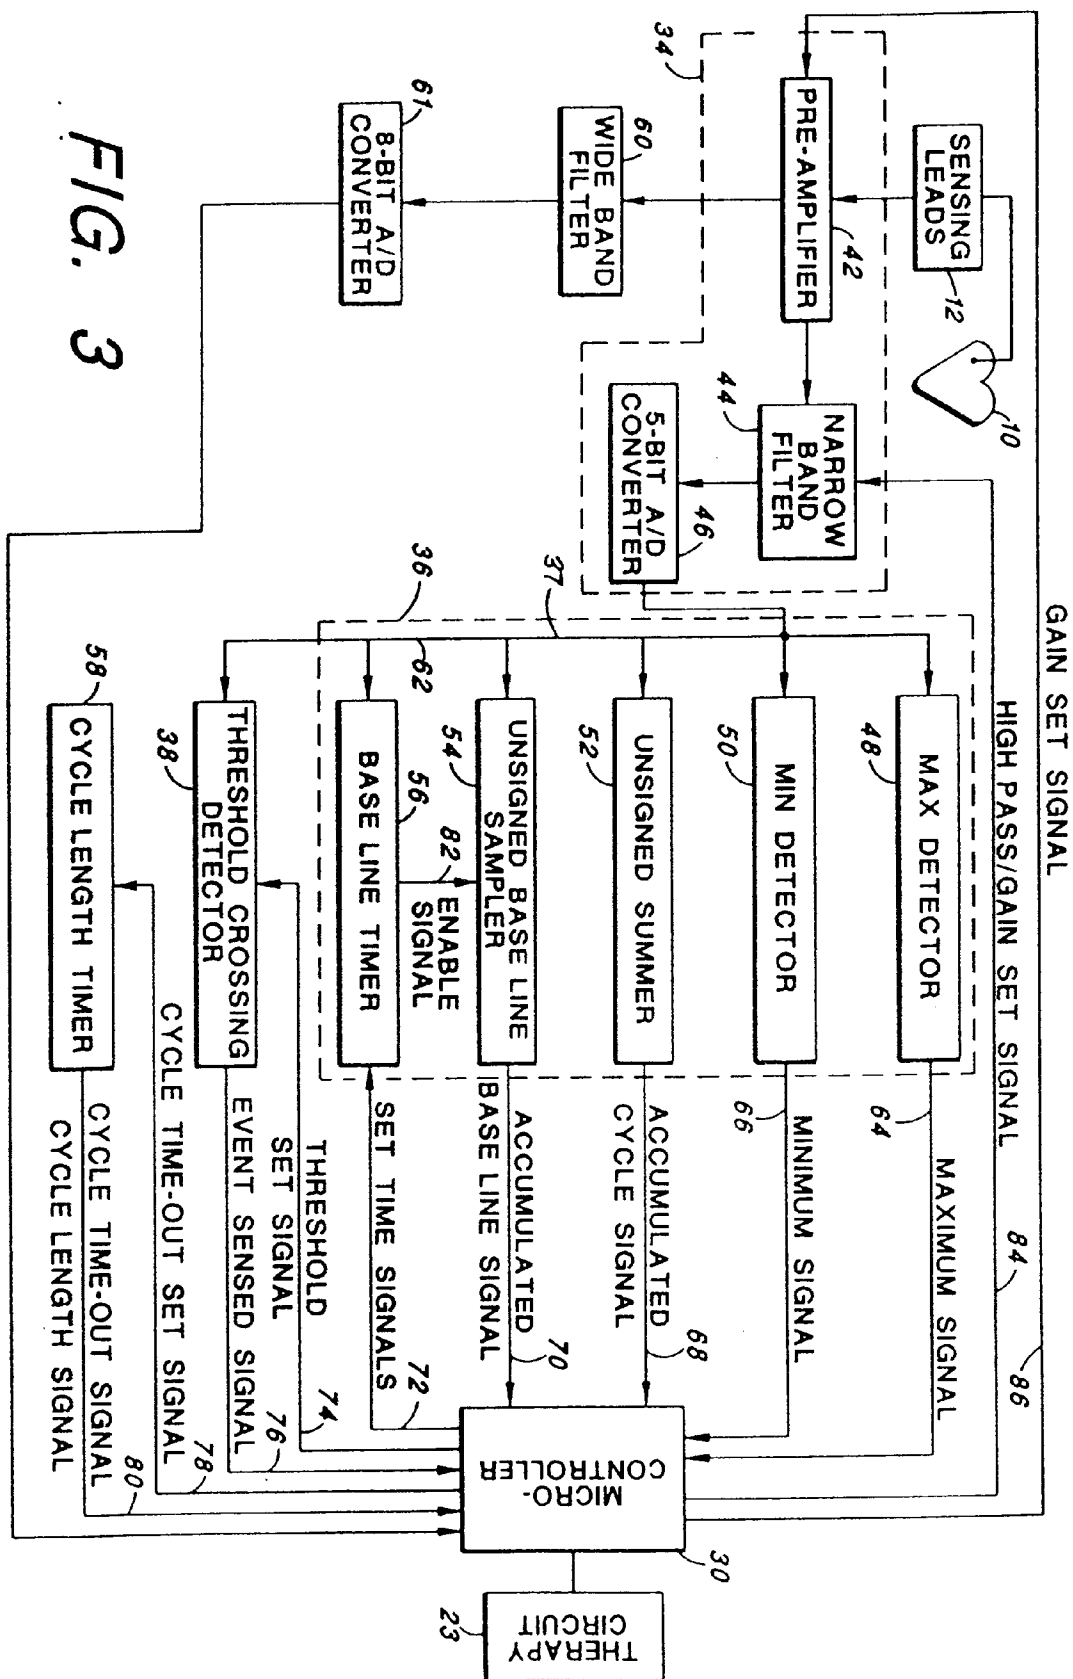 GAIN SET SIGNAL
86
HIGH PASS/GAIN SET SIGNAL
84
10
SENSING
LEADS
12
34
PRE-AMPLIFIER
42
NARROW
BAND
FILTER
44
5-BIT A/D
CONVERTER
46
60
WIDE BAND
FILTER
61
8-BIT A/D
CONVERTER
37
36
62
MAX DETECTOR
48
64
MAXIMUM SIGNAL
MIN DETECTOR
50
66
MINIMUM SIGNAL
UNSIGNED SUMMER
52
ACCUMULATED
CYCLE SIGNAL
68
UNSIGNED BASE LINE
SAMPLER
54
ACCUMULATED
BASE LINE SIGNAL
70
82
ENABLE
SIGNAL
56
BASE LINE TIMER
SET TIME SIGNALS
72
THRESHOLD
SET SIGNAL
74
THRESHOLD CROSSING
DETECTOR
38
EVENT SENSED SIGNAL
76
CYCLE TIME-OUT SET SIGNAL
78
58
CYCLE LENGTH TIMER
CYCLE TIME-OUT SIGNAL
CYCLE LENGTH SIGNAL
80
MICRO-
CONTROLLER
30
THERAPY
CIRCUIT
23
FIG. 3